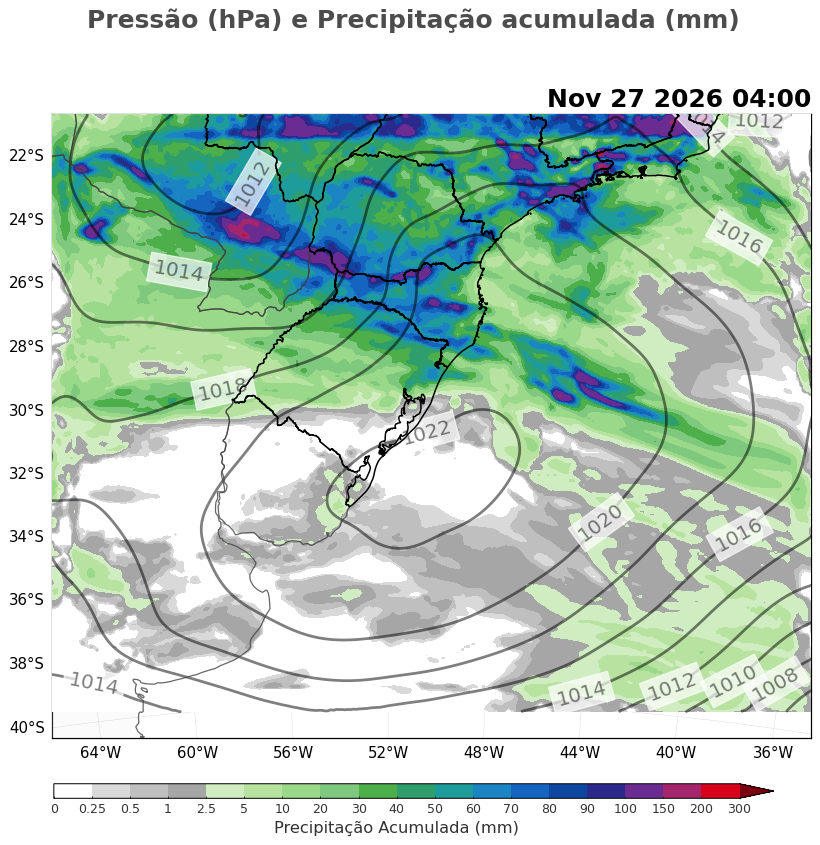 Pressão (hPa) e Precipitação acumulada (mm)
Nov 27 2026 04:00
1012
1012
1016
1014
1018
1022
1020
1016
1014
1014
1012
1010
1008
22°S
24°S
26°S
28°S
30°S
32°S
34°S
36°S
38°S
40°S
64°W 60°W 56°W 52°W 48°W 44°W 40°W 36°W
0 0.25 0.5 1 2.5 5 10 20 30 40 50 60 70 80 90 100 150 200 300
Precipitação Acumulada (mm)